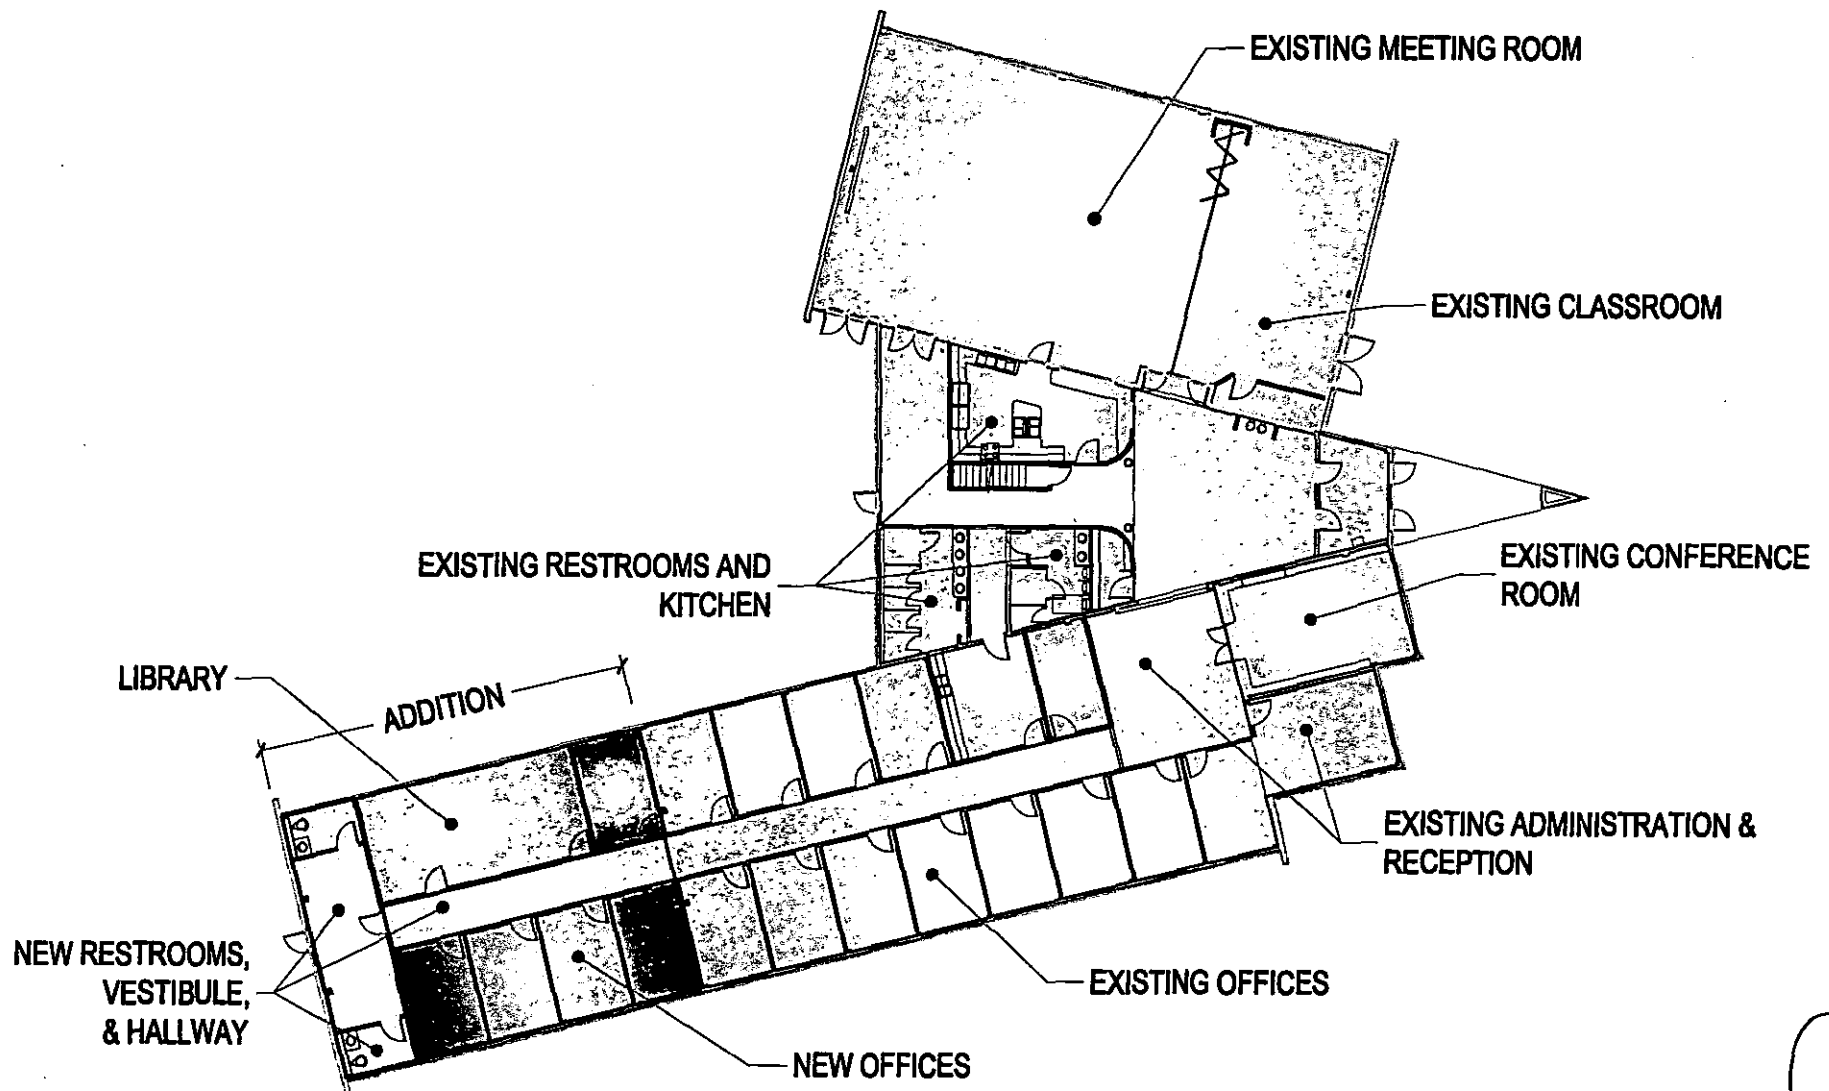 EXISTING MEETING ROOM
EXISTING CLASSROOM
EXISTING RESTROOMS AND
KITCHEN
EXISTING CONFERENCE
ROOM
LIBRARY
ADDITION
EXISTING ADMINISTRATION &
RECEPTION
NEW RESTROOMS,
VESTIBULE,
& HALLWAY
EXISTING OFFICES
NEW OFFICES